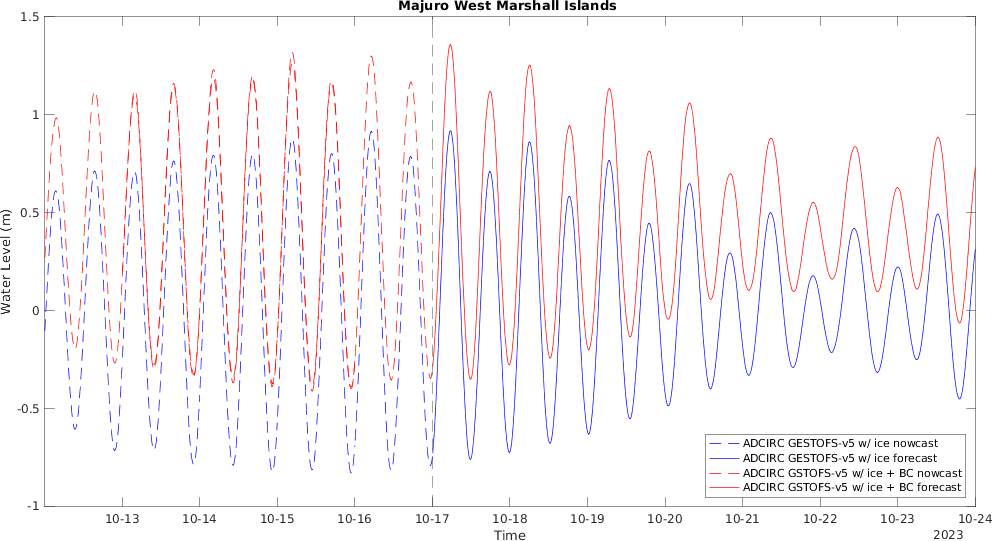 Majuro West Marshall Islands
1.5
1
0.5
0
-0.5
-1
Water Level (m)
ADCIRC GESTOFS-v5 w/ ice nowcast
ADCIRC GESTOFS-v5 w/ ice forecast
ADCIRC GSTOFS-v5 w/ ice + BC nowcast
ADCIRC GSTOFS-v5 w/ ice + BC forecast
10-13 10-14 10-15 10-16 10-17 10-18 10-19 10-20 10-21 10-22 10-23 10-24
Time
2023